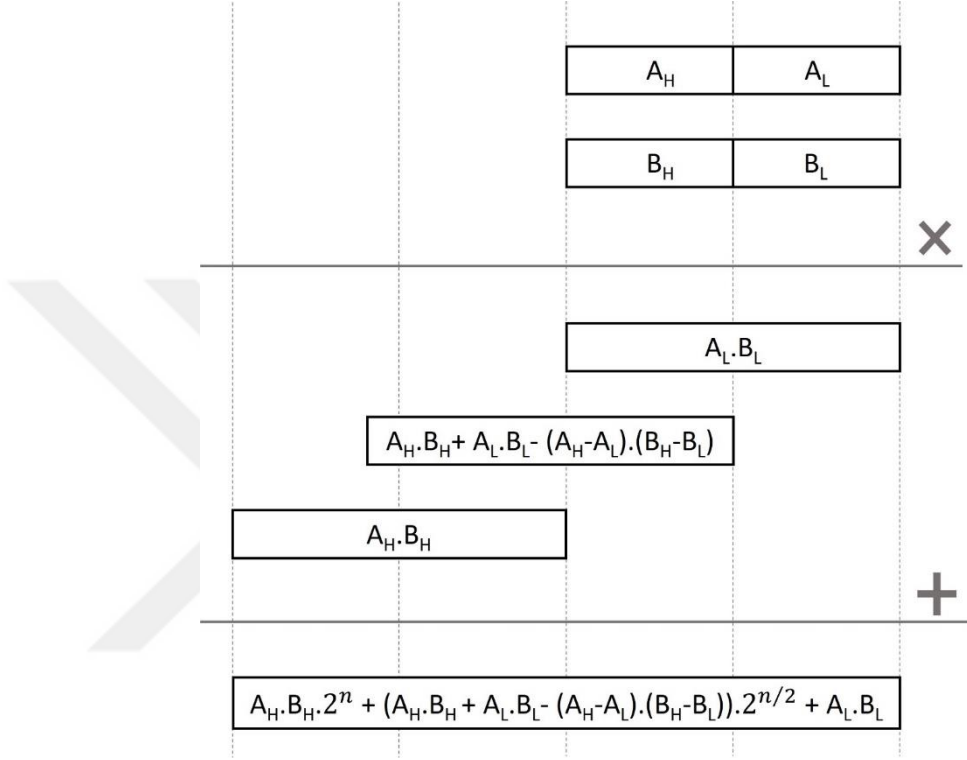 A_H A_L
B_H B_L
×
A_L.B_L
A_H.B_H+ A_L.B_L- (A_H-A_L).(B_H-B_L)
A_H.B_H
+
A_H.B_H.2^n + (A_H.B_H + A_L.B_L- (A_H-A_L).(B_H-B_L)).2^{n/2} + A_L.B_L